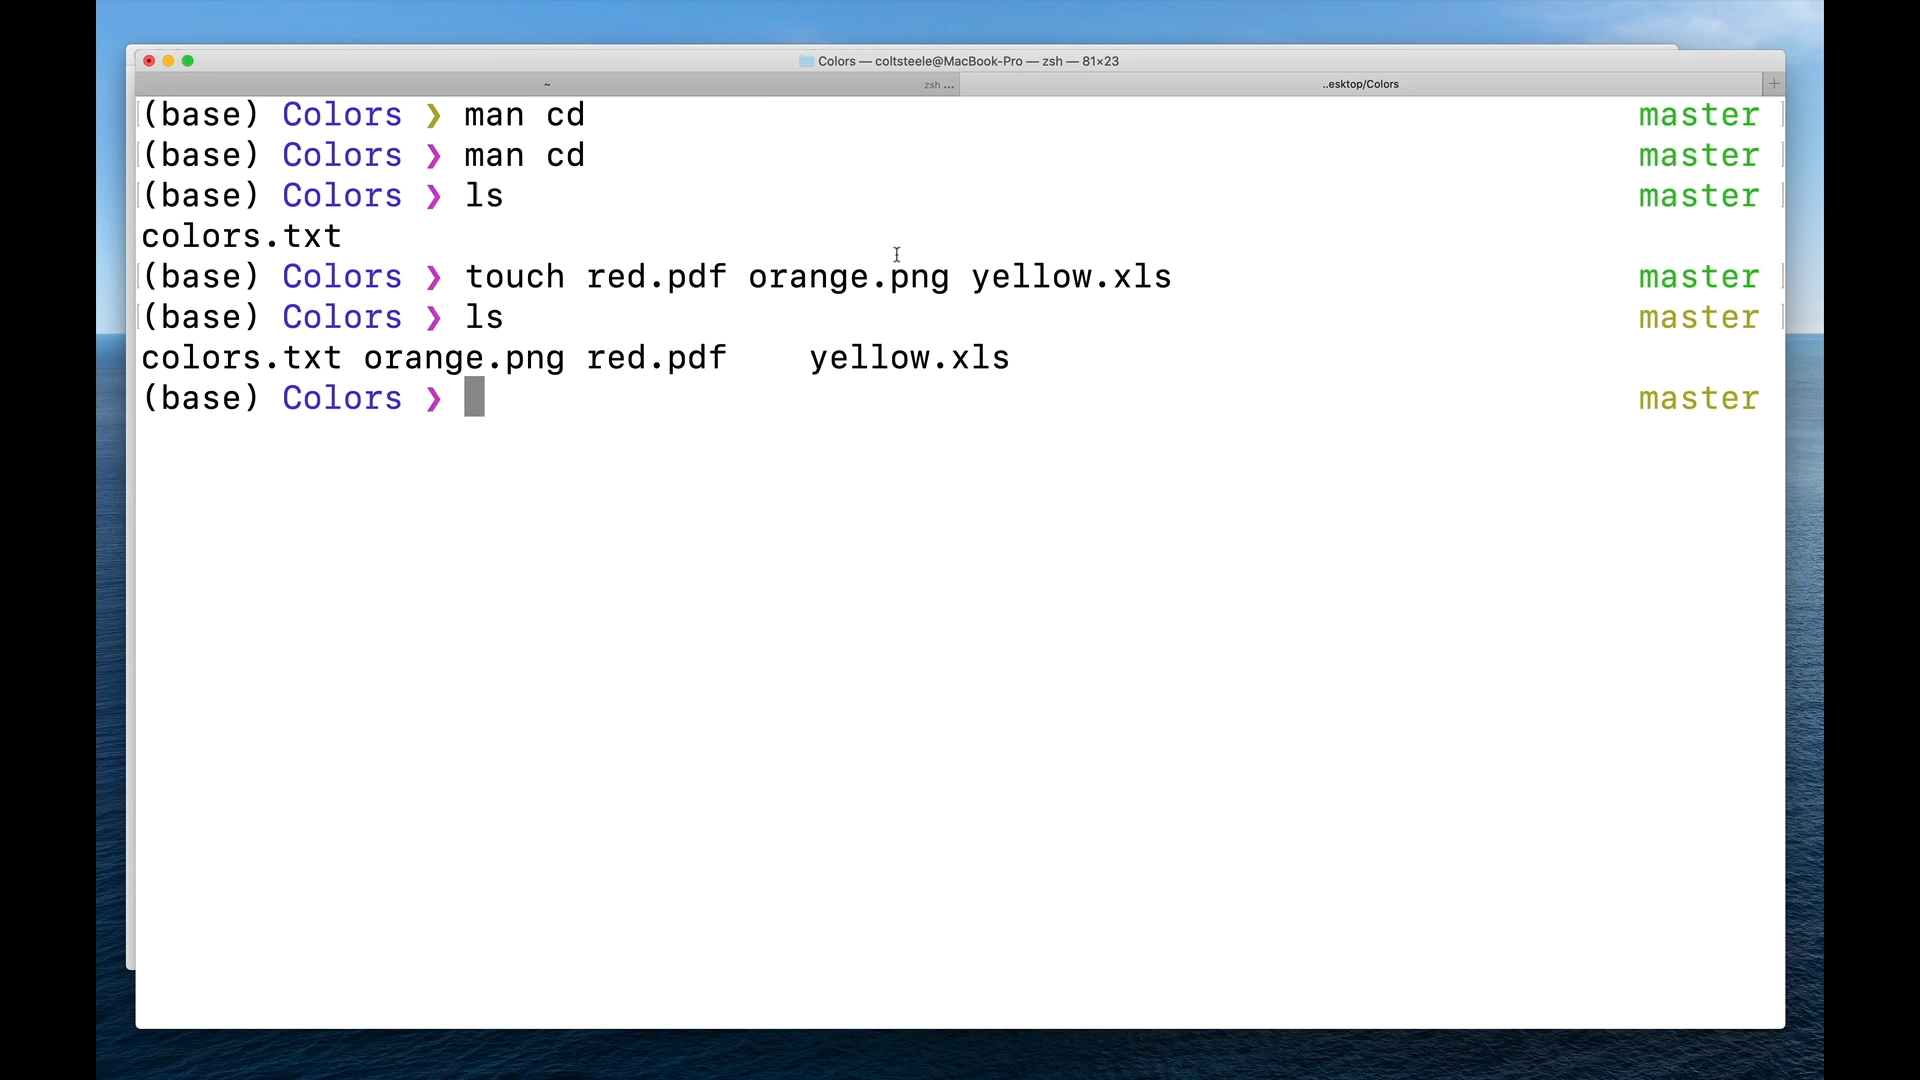 Colors — coltsteele@MacBook-Pro — zsh — 81×23
~ zsh ... ..esktop/Colors +
(base) Colors ❯ man cd master
(base) Colors ❯ man cd master
(base) Colors ❯ ls master
colors.txt
(base) Colors ❯ touch red.pdf orange.png yellow.xls master
(base) Colors ❯ ls master
colors.txt orange.png red.pdf yellow.xls
(base) Colors ❯ master